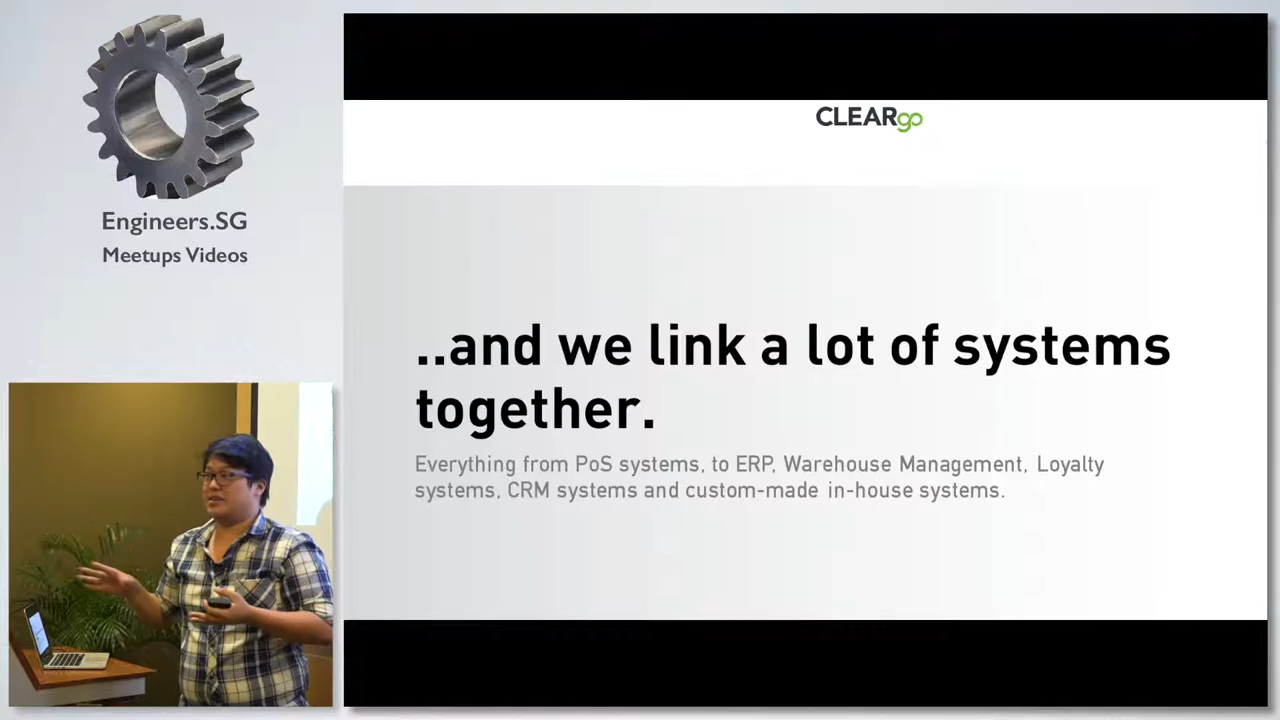 Engineers.SG
Meetups Videos
CLEARgo
..and we link a lot of systems
together.
Everything from PoS systems, to ERP, Warehouse Management, Loyalty
systems, CRM systems and custom-made in-house systems.